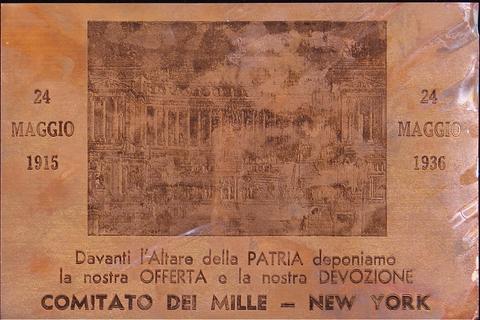 24
MAGGIO
1915
24
MAGGIO
1936
Davanti l'Altare della PATRIA deponiamo
la nostra OFFERTA e la nostra DEVOZIONE
COMITATO DEI MILLE – NEW YORK